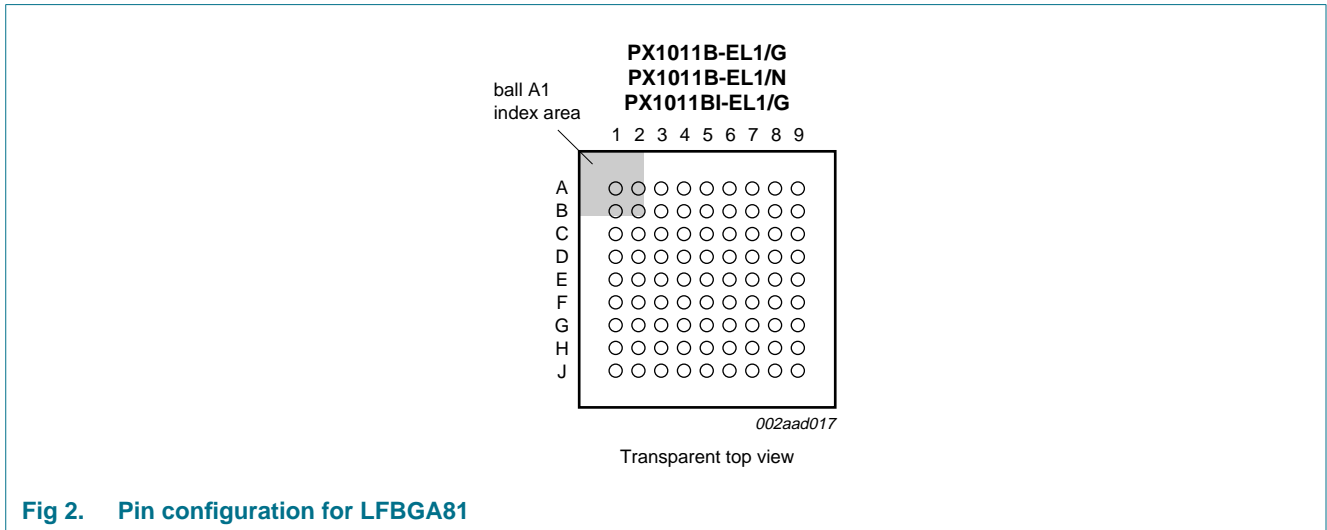 PX1011B-EL1/G
PX1011B-EL1/N
PX1011BI-EL1/G
ball A1
index area
1 2 3 4 5 6 7 8 9
A
B
C
D
E
F
G
H
J
002aad017
Transparent top view
Fig 2. Pin configuration for LFBGA81